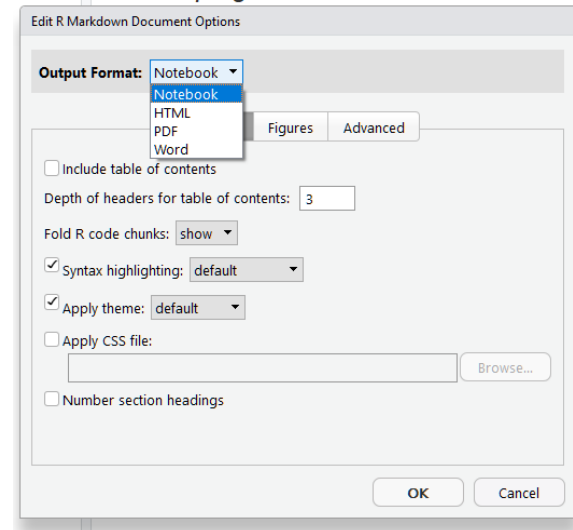 Edit R Markdown Document Options
Output Format: Notebook
Notebook
HTML
PDF
Word
Figures Advanced
Include table of contents
Depth of headers for table of contents: 3
Fold R code chunks: show
Syntax highlighting: default
Apply theme: default
Apply CSS file:
Browse...
Number section headings
OK Cancel